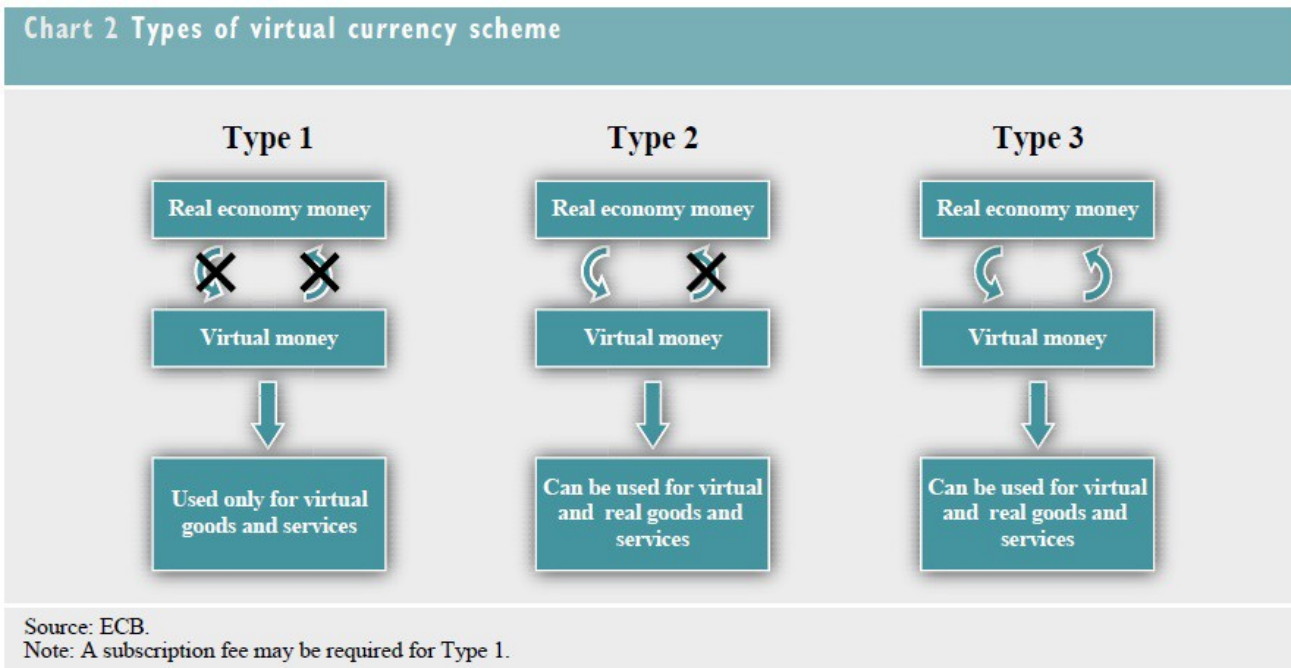 Chart 2 Types of virtual currency scheme
Type 1
Real economy money
Virtual money
Used only for virtual
goods and services
Type 2
Real economy money
Virtual money
Can be used for virtual
and real goods and
services
Type 3
Real economy money
Virtual money
Can be used for virtual
and real goods and
services
Source: ECB.
Note: A subscription fee may be required for Type 1.